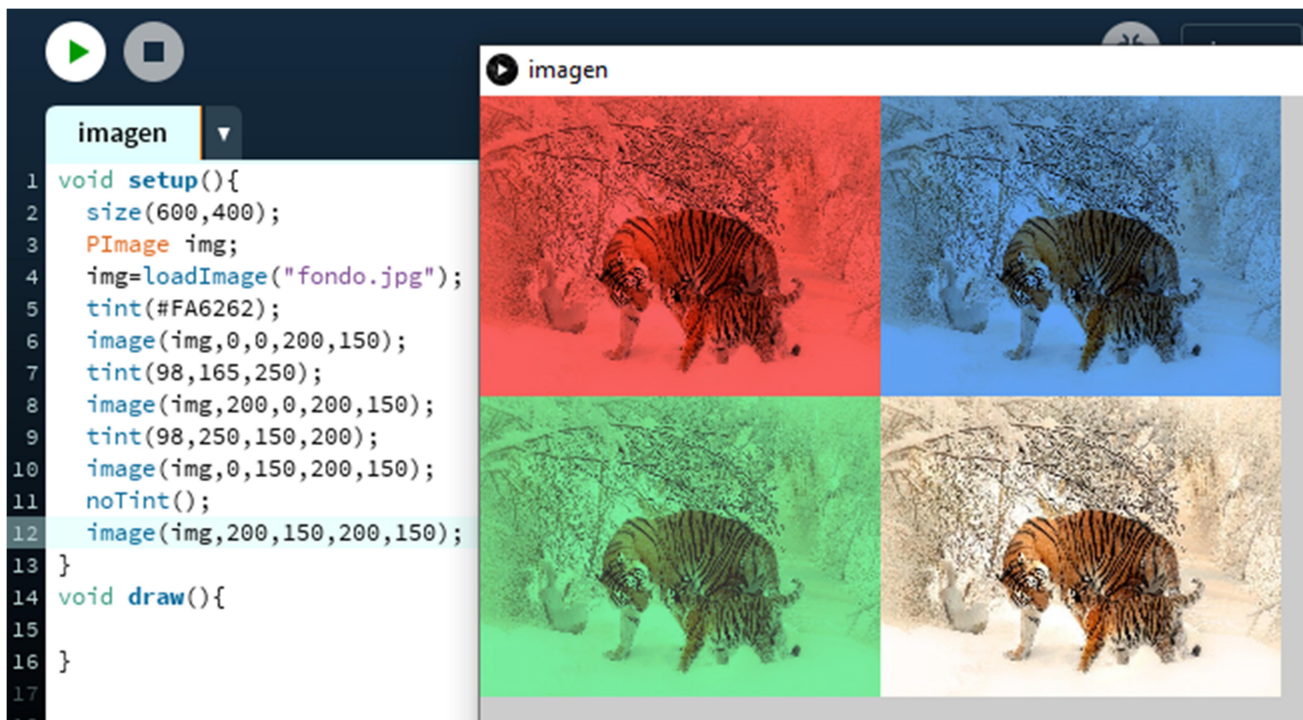 imagen
imagen
1 void setup(){
2 size(600,400);
3 PImage img;
4 img=loadImage("fondo.jpg");
5 tint(#FA6262);
6 image(img,0,0,200,150);
7 tint(98,165,250);
8 image(img,200,0,200,150);
9 tint(98,250,150,200);
10 image(img,0,150,200,150);
11 noTint();
12 image(img,200,150,200,150);
13 }
14 void draw(){
15
16 }
17